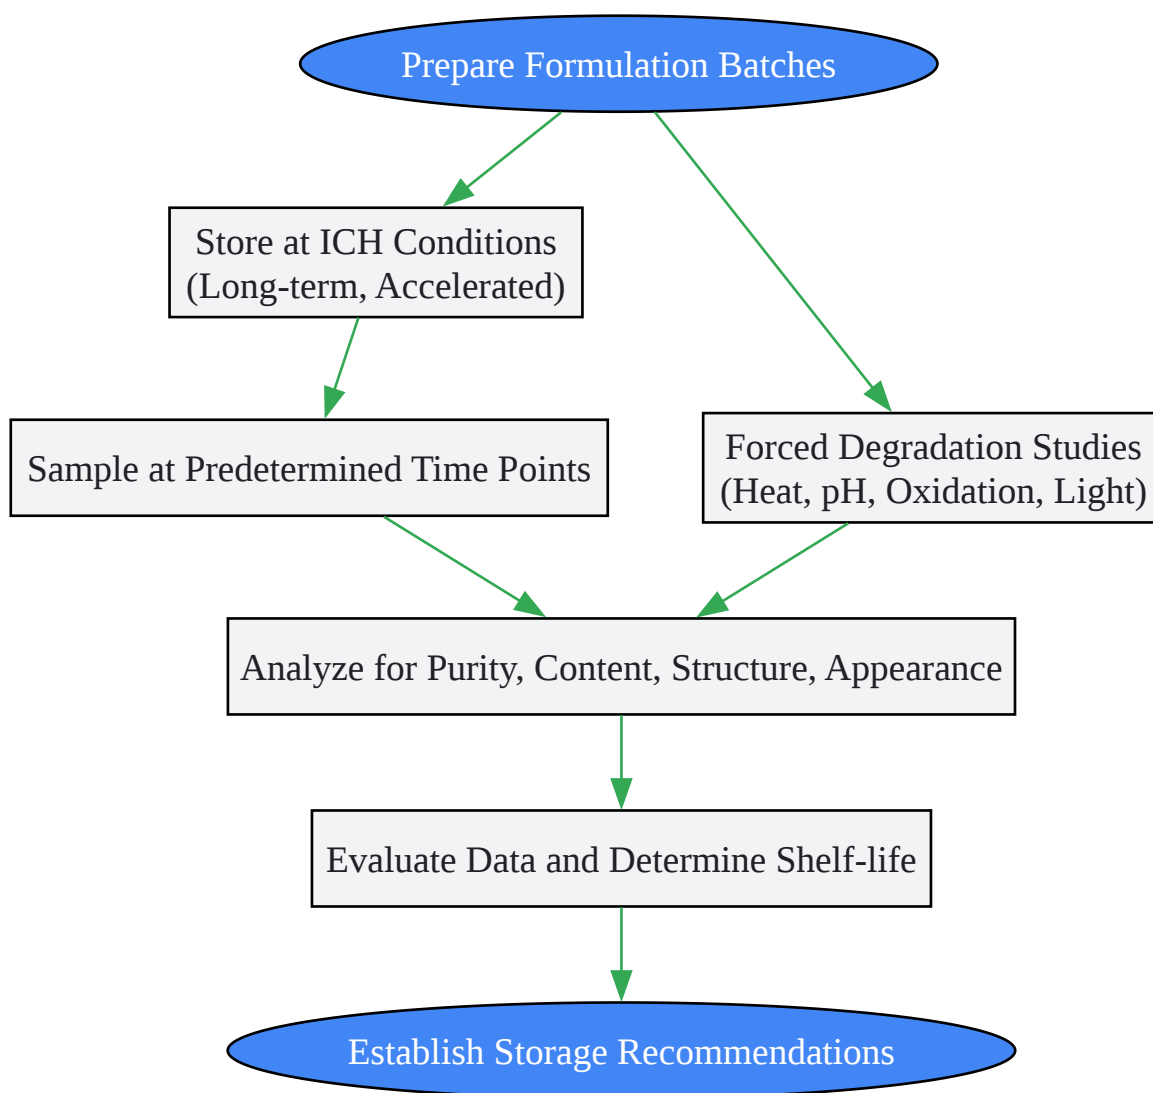 Prepare Formulation Batches
Store at ICH Conditions
(Long-term, Accelerated)
Sample at Predetermined Time Points
Forced Degradation Studies
(Heat, pH, Oxidation, Light)
Analyze for Purity, Content, Structure, Appearance
Evaluate Data and Determine Shelf-life
Establish Storage Recommendations